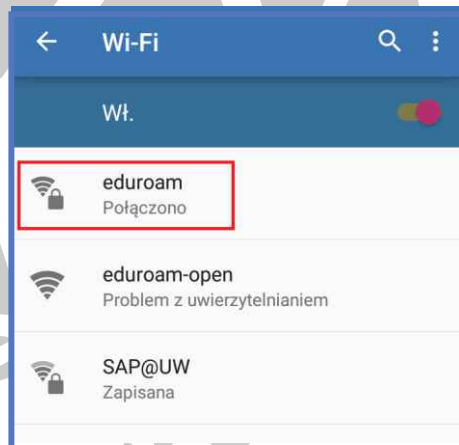 Wi-Fi
Wł.
eduroam
Połączono
eduroam-open
Problem z uwierzytelnianiem
SAP@UW
Zapisana